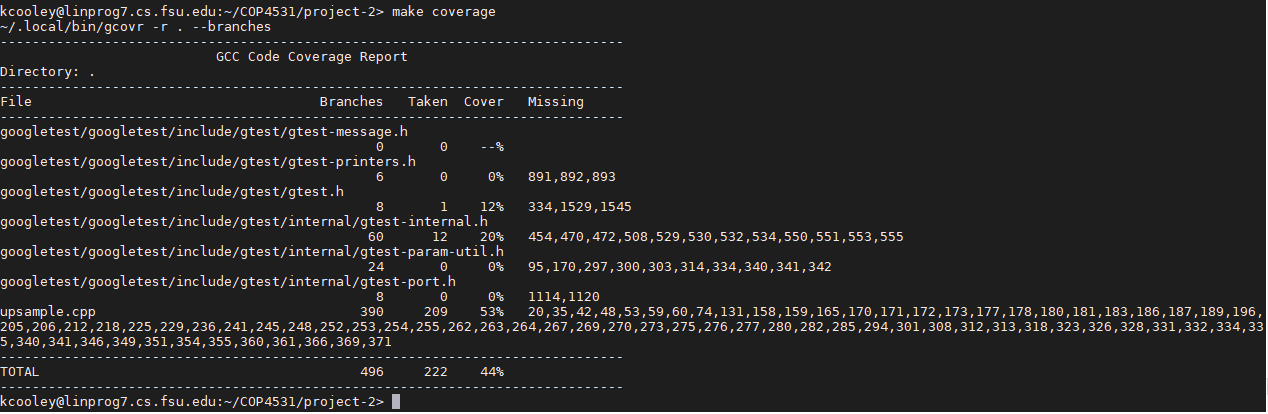 kcooley@linprog7.cs.fsu.edu:~/COP4531/project-2> make coverage
~/.local/bin/gcovr -r . --branches
------------------------------------------------------------------------------
                           GCC Code Coverage Report
Directory: .
------------------------------------------------------------------------------
File                                    Branches   Taken  Cover   Missing
------------------------------------------------------------------------------
googletest/googletest/include/gtest/gtest-message.h
                                               0       0    --%
googletest/googletest/include/gtest/gtest-printers.h
                                               6       0     0%   891,892,893
googletest/googletest/include/gtest/gtest.h
                                               8       1    12%   334,1529,1545
googletest/googletest/include/gtest/internal/gtest-internal.h
                                              60      12    20%   454,470,472,508,529,530,532,534,550,551,553,555
googletest/googletest/include/gtest/internal/gtest-param-util.h
                                              24       0     0%   95,170,297,300,303,314,334,340,341,342
googletest/googletest/include/gtest/internal/gtest-port.h
                                               8       0     0%   1114,1120
upsample.cpp                                 390     209    53%   20,35,42,48,53,59,60,74,131,158,159,165,170,171,172,173,177,178,180,181,183,186,187,189,196,
205,206,212,218,225,229,236,241,245,248,252,253,254,255,262,263,264,267,269,270,273,275,276,277,280,282,285,294,301,308,312,313,318,323,326,328,331,332,334,33
5,340,341,346,349,351,354,355,360,361,366,369,371
------------------------------------------------------------------------------
TOTAL                                        496     222    44%
------------------------------------------------------------------------------
kcooley@linprog7.cs.fsu.edu:~/COP4531/project-2>